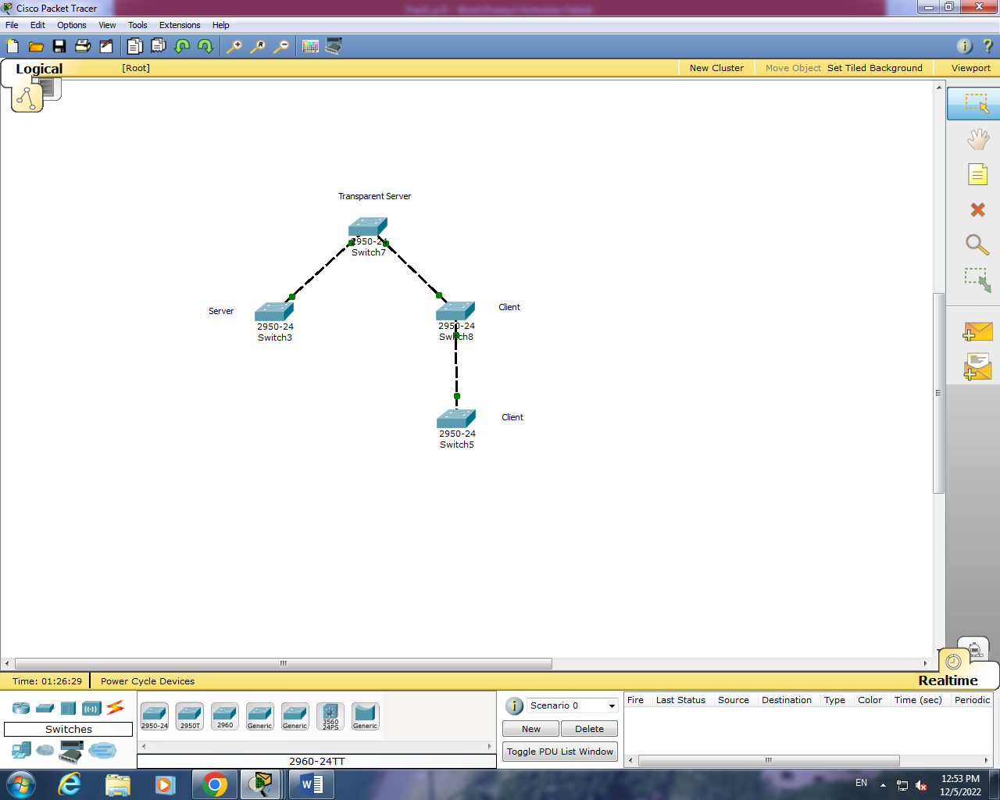 Cisco Packet Tracer
File Edit Options View Tools Extensions Help
Logical [Root] New Cluster Move Object Set Tiled Background Viewport
Transparent Server
2950-24
Switch7
Server
2950-24
Switch3
2950-24
Switch8
Client
2950-24
Switch5
Client
Realtime
Time: 01:26:29 Power Cycle Devices
Switches
2950-24 2950T 2960 Generic Generic 3560 24PS Generic
2960-24TT
Scenario 0
New Delete
Toggle PDU List Window
Fire Last Status Source Destination Type Color Time (sec) Periodic
EN
12:53 PM
12/5/2022